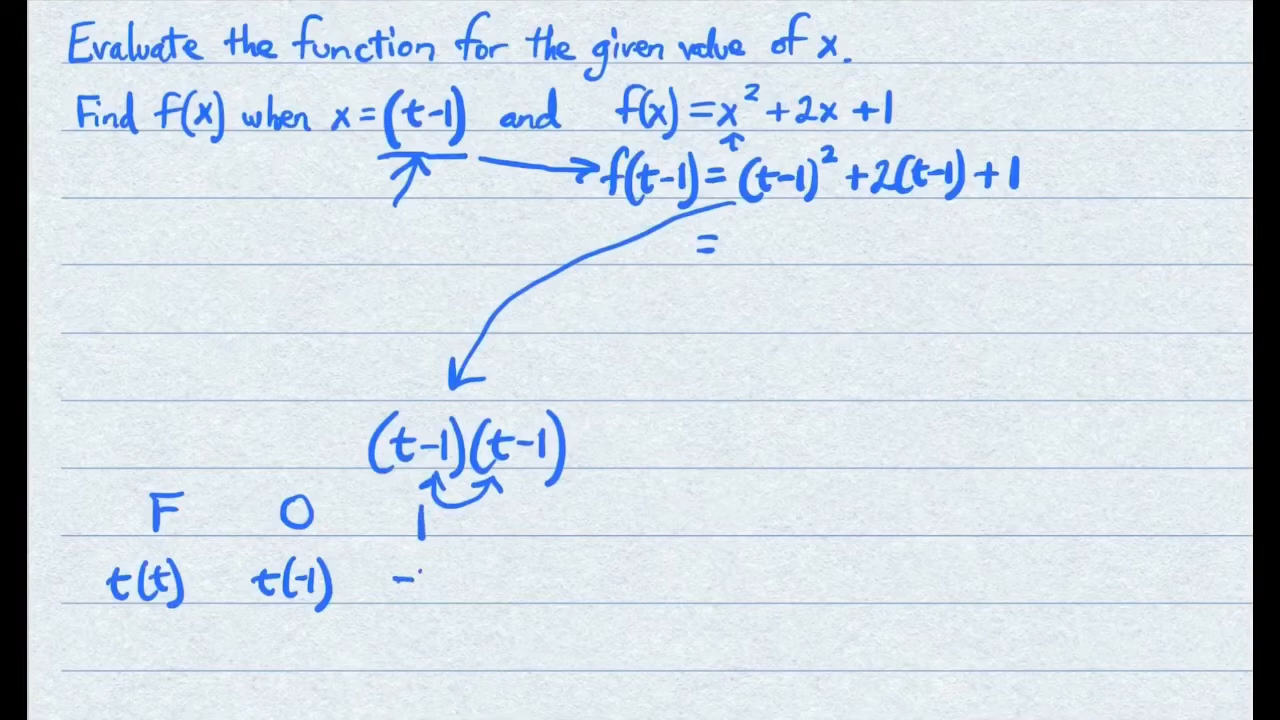 Evaluate the function for the given value of x.
Find f(x) when x = (t-1) and f(x) = x² + 2x + 1
f(t-1) = (t-1)² + 2(t-1) + 1
=
(t-1)(t-1)
F O I
t(t) t(-1) -